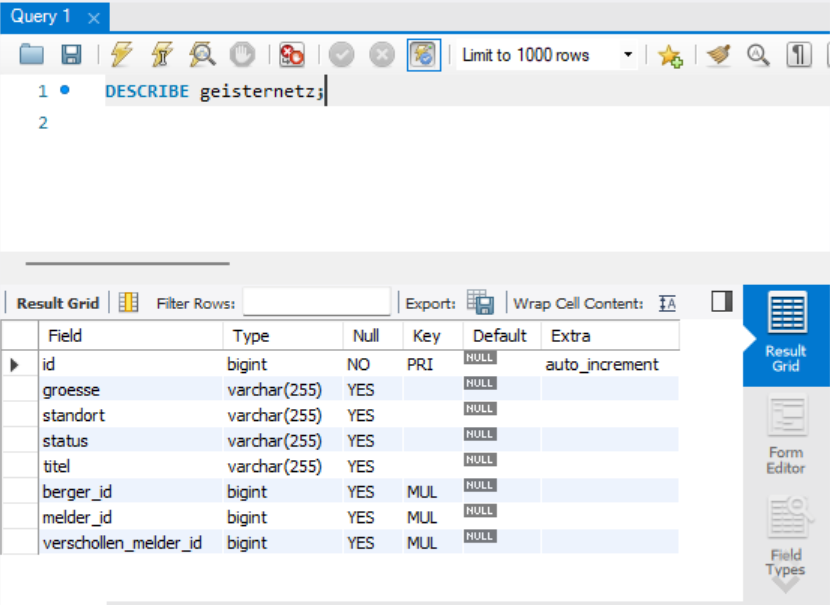 Query 1
Limit to 1000 rows
1 DESCRIBE geisternetz;
2
Result Grid Filter Rows: Export: Wrap Cell Content: IA
Field Type Null Key Default Extra
id bigint NO PRI NULL auto_increment
groesse varchar(255) YES NULL
standort varchar(255) YES NULL
status varchar(255) YES NULL
titel varchar(255) YES NULL
berger_id bigint YES MUL NULL
melder_id bigint YES MUL NULL
verschollen_melder_id bigint YES MUL NULL
Result
Grid
Form
Editor
Field
Types